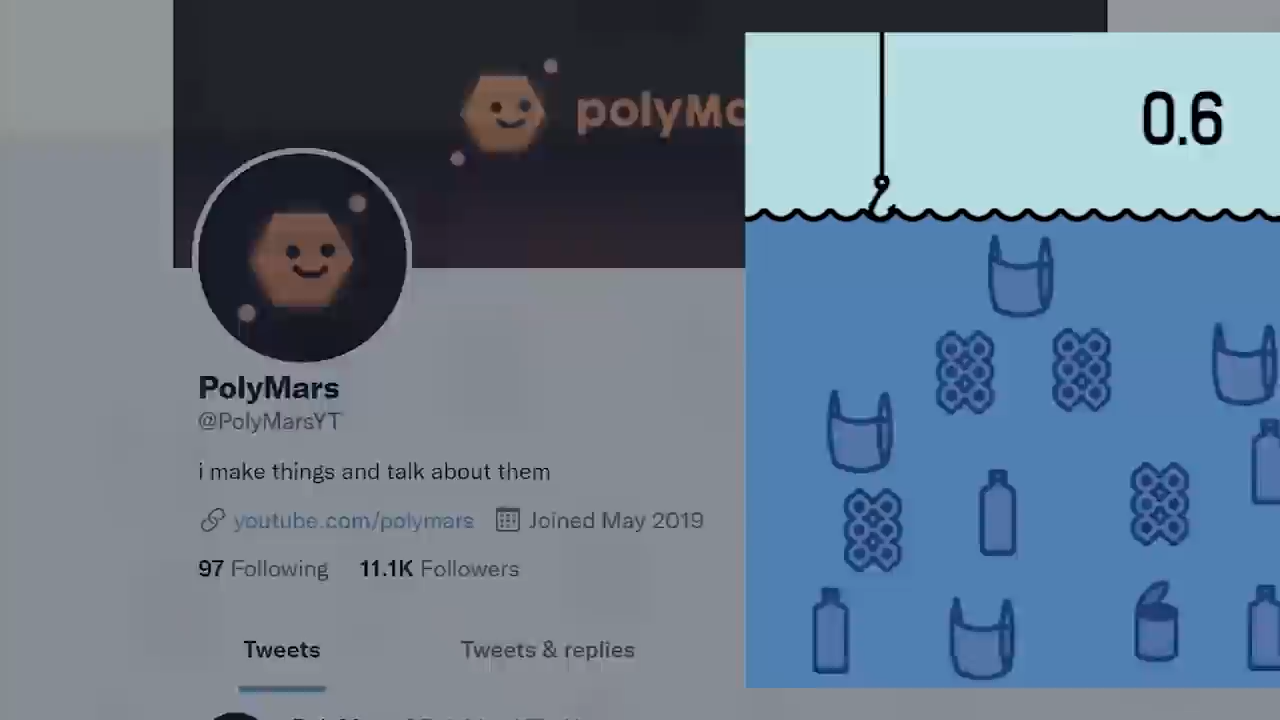 polyMa
0.6
PolyMars
@PolyMarsYT
i make things and talk about them
youtube.com/polymars Joined May 2019
97 Following 11.1K Followers
Tweets Tweets & replies